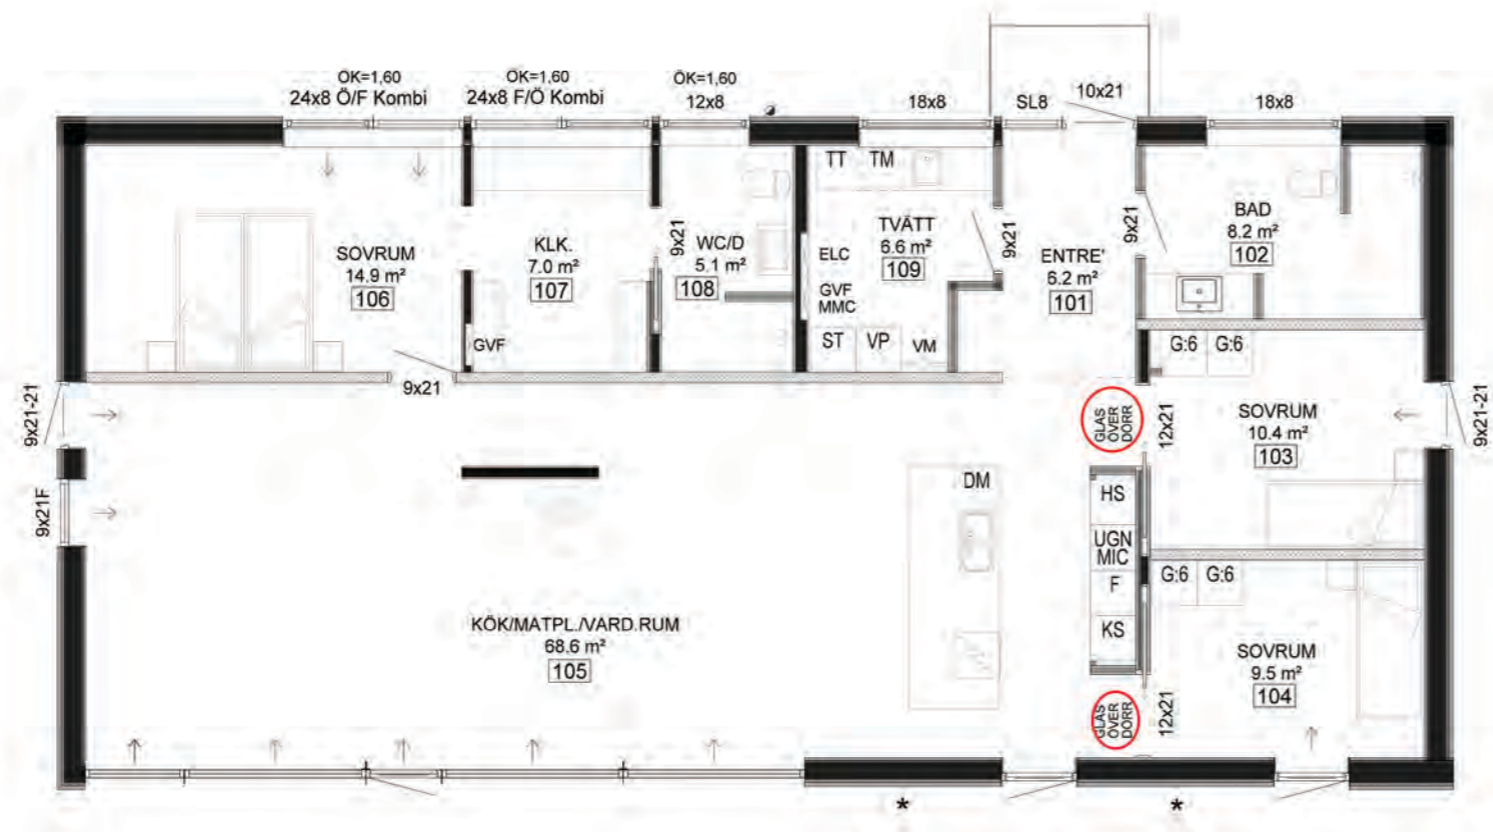 ÖK=1,60
24x8 Ö/F Kombi
ÖK=1,60
24x8 F/Ö Kombi
ÖK=1,60
12x8
18x8
SL8
10x21
18x8
SOVRUM
14.9 m²
106
KLK.
7.0 m²
107
GVF
9x21
WC/D
5.1 m²
108
TT
TM
TVÄTT
6.6 m²
109
ELC
GVF
MMC
ST
VP
VM
9x21
ENTRE'
6.2 m²
101
9x21
BAD
8.2 m²
102
9x21
9x21-21
9x21F
G:6
G:6
GLAS
ÖVER
DÖRR
12x21
SOVRUM
10.4 m²
103
9x21-21
DM
HS
UGN
MIC
F
KS
G:6
G:6
KÖK/MATPL./VARD.RUM
68.6 m²
105
SOVRUM
9.5 m²
104
GLAS
ÖVER
DÖRR
12x21
*
*